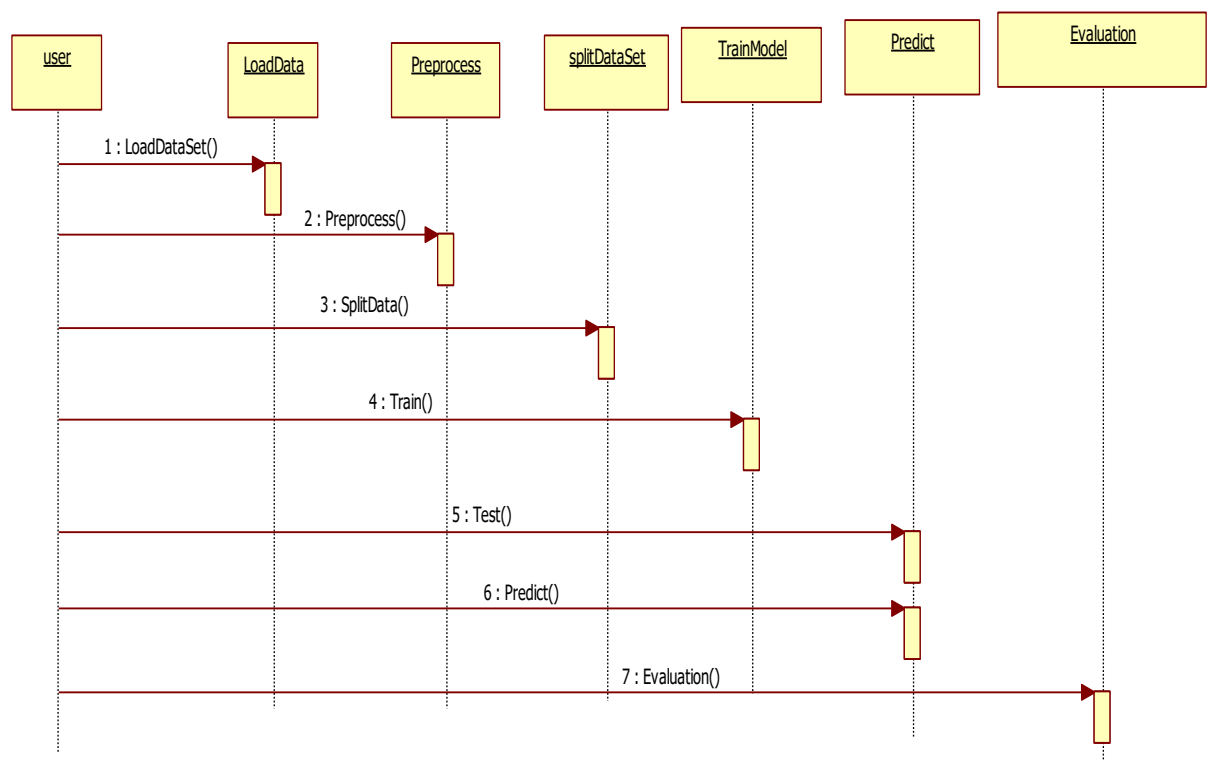 user
LoadData
Preprocess
splitDataSet
TrainModel
Predict
Evaluation
1 : LoadDataSet()
2 : Preprocess()
3 : SplitData()
4 : Train()
5 : Test()
6 : Predict()
7 : Evaluation()